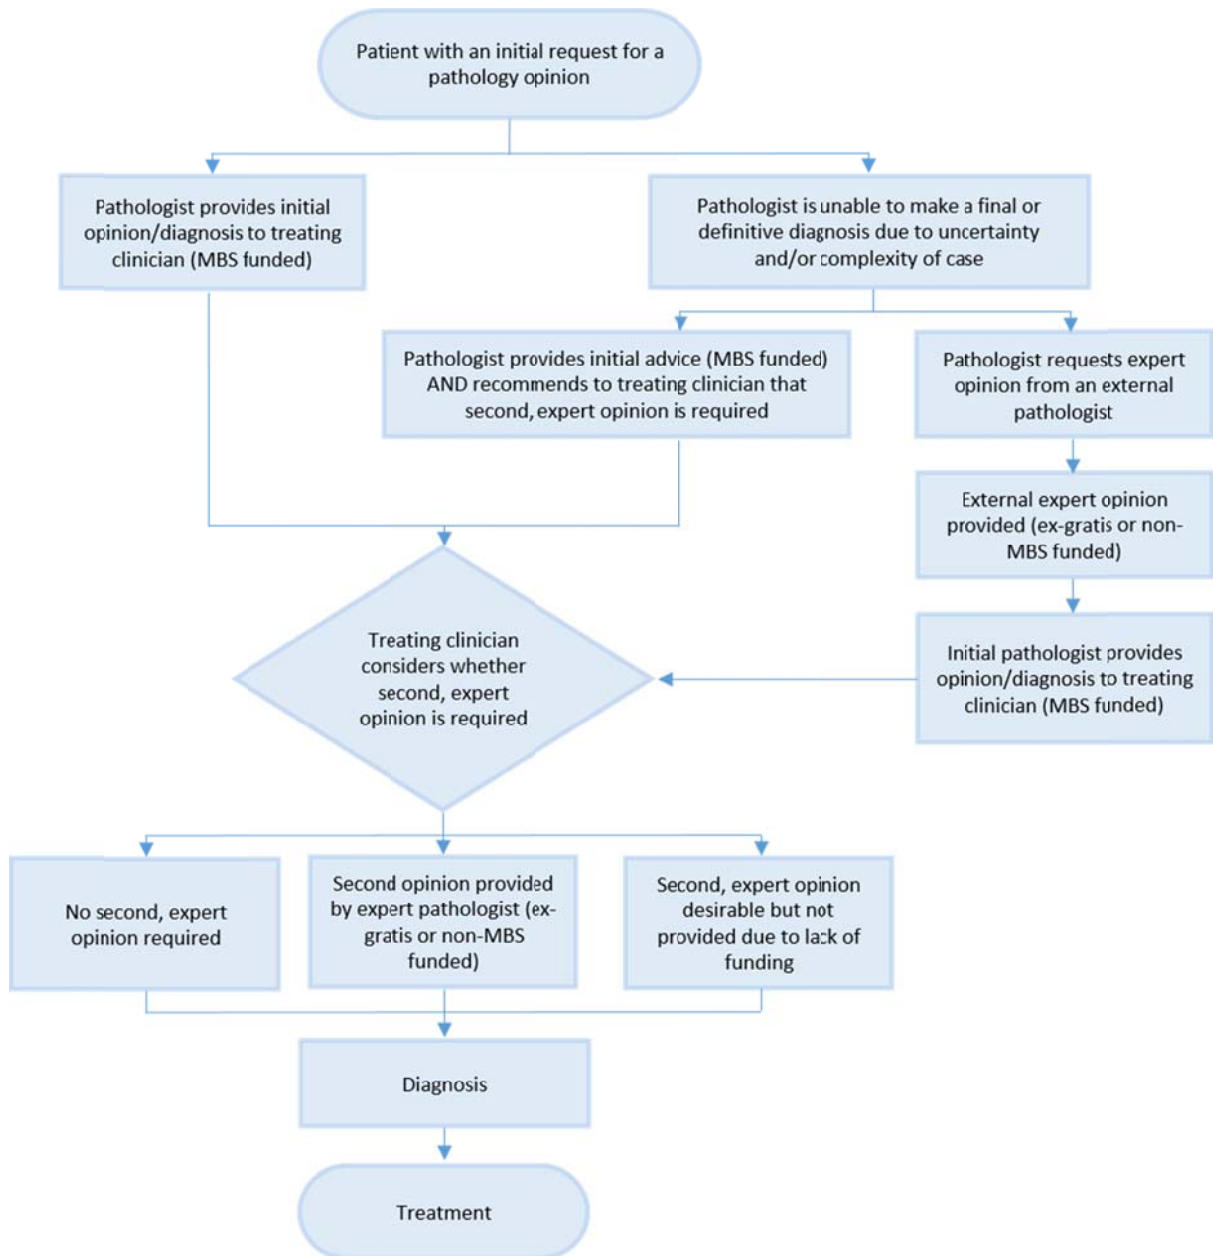 Patient with an initial request for a
pathology opinion
Pathologist provides initial
opinion/diagnosis to treating
clinician (MBS funded)
Pathologist is unable to make a final or
definitive diagnosis due to uncertainty
and/or complexity of case
Pathologist provides initial advice (MBS funded)
AND recommends to treating clinician that
second, expert opinion is required
Pathologist requests expert
opinion from an external
pathologist
External expert opinion
provided (ex-gratis or non-
MBS funded)
Initial pathologist provides
opinion/diagnosis to treating
clinician (MBS funded)
Treating clinician
considers whether
second, expert
opinion is required
No second, expert
opinion required
Second opinion provided
by expert pathologist (ex-
gratis or non-MBS
funded)
Second, expert opinion
desirable but not
provided due to lack of
funding
Diagnosis
Treatment